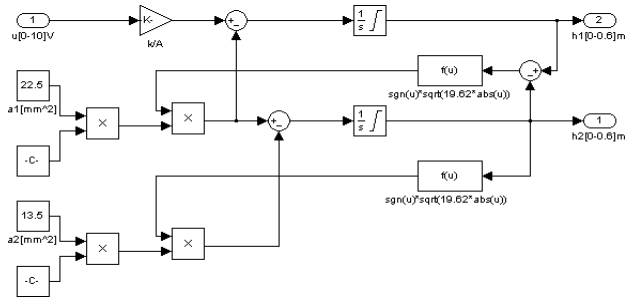 1
u[0-10]V
K-
k/A
1
s
2
h1[0-0.6]m
22.5
a1[mm^2]
-C-
×
×
f(u)
sgn(u)*sqrt(19.62*abs(u))
1
s
1
h2[0-0.6]m
f(u)
sgn(u)*sqrt(19.62*abs(u))
13.5
a2[mm^2]
-C-
×
×